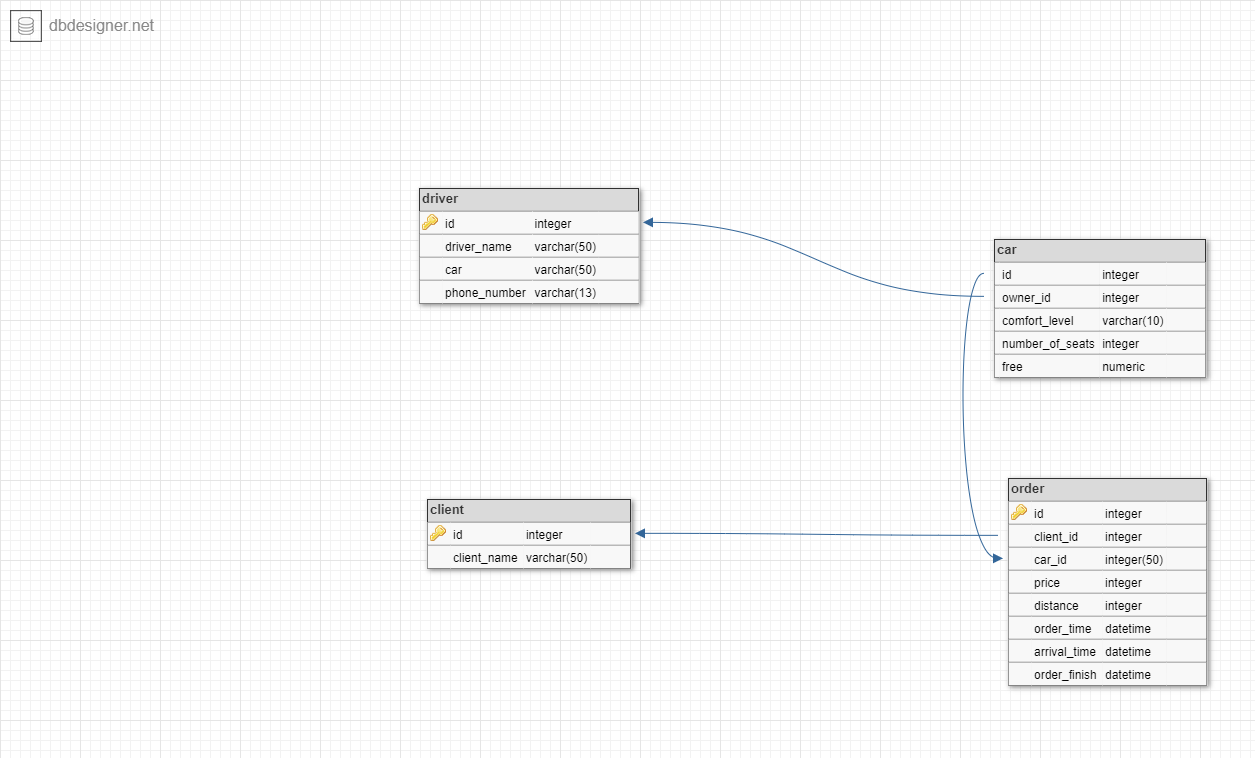 dbdesigner.net
driver
id integer
driver_name varchar(50)
car varchar(50)
phone_number varchar(13)
car
id integer
owner_id integer
comfort_level varchar(10)
number_of_seats integer
free numeric
client
id integer
client_name varchar(50)
order
id integer
client_id integer
car_id integer(50)
price integer
distance integer
order_time datetime
arrival_time datetime
order_finish datetime